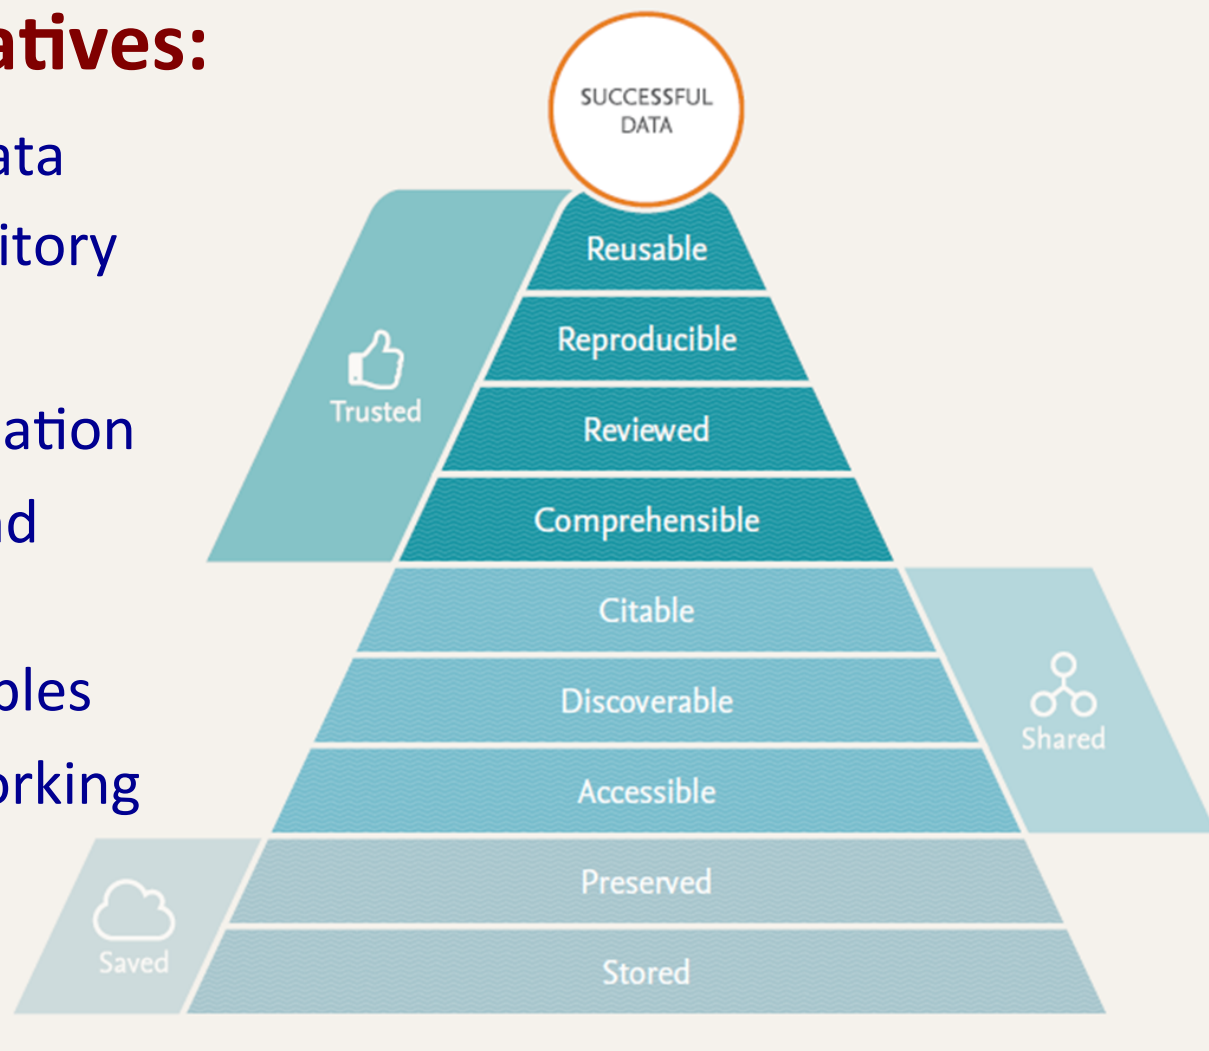 atives:
ata
itory
ation
nd
bles
orking
SUCCESSFUL
DATA
Reusable
Reproducible
Reviewed
Comprehensible
Citable
Discoverable
Accessible
Preserved
Stored
Trusted
Shared
Saved